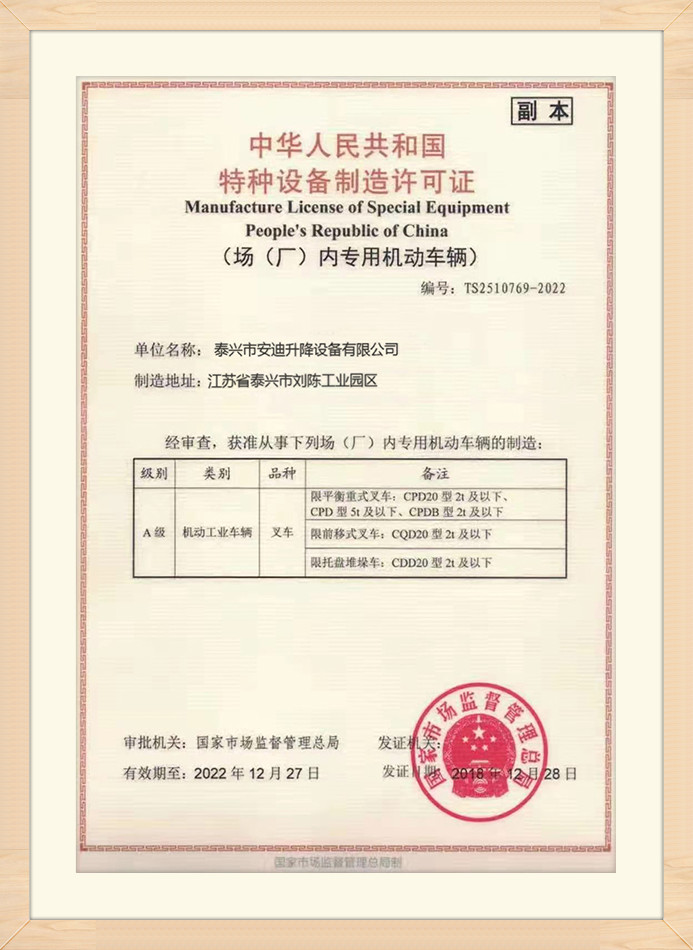 副 本
中华人民共和国
特种设备制造许可证
Manufacture License of Special Equipment
People's Republic of China
（场（厂）内专用机动车辆）
编号：TS2510769-2022
单位名称： 泰兴市安迪升降设备有限公司
制造地址：江苏省泰兴市刘陈工业园区
经审查，获准从事下列场（厂）内专用机动车辆的制造：
级别 类别 品种 备注
A 级 机动工业车辆 叉车
限平衡重式叉车：CPD20 型 2t 及以下、
CPD 型 5t 及以下、CPDB 型 2t 及以下
限前移式叉车：CQD20 型 2t 及以下
限托盘堆垛车：CDD20 型 2t 及以下
审批机关：国家市场监督管理总局 发证机关：
有效期至：2022 年 12 月 27 日 发证日期：2018 年 12 月 28 日
国家市场监督管理总局
国家市场监督管理总局制